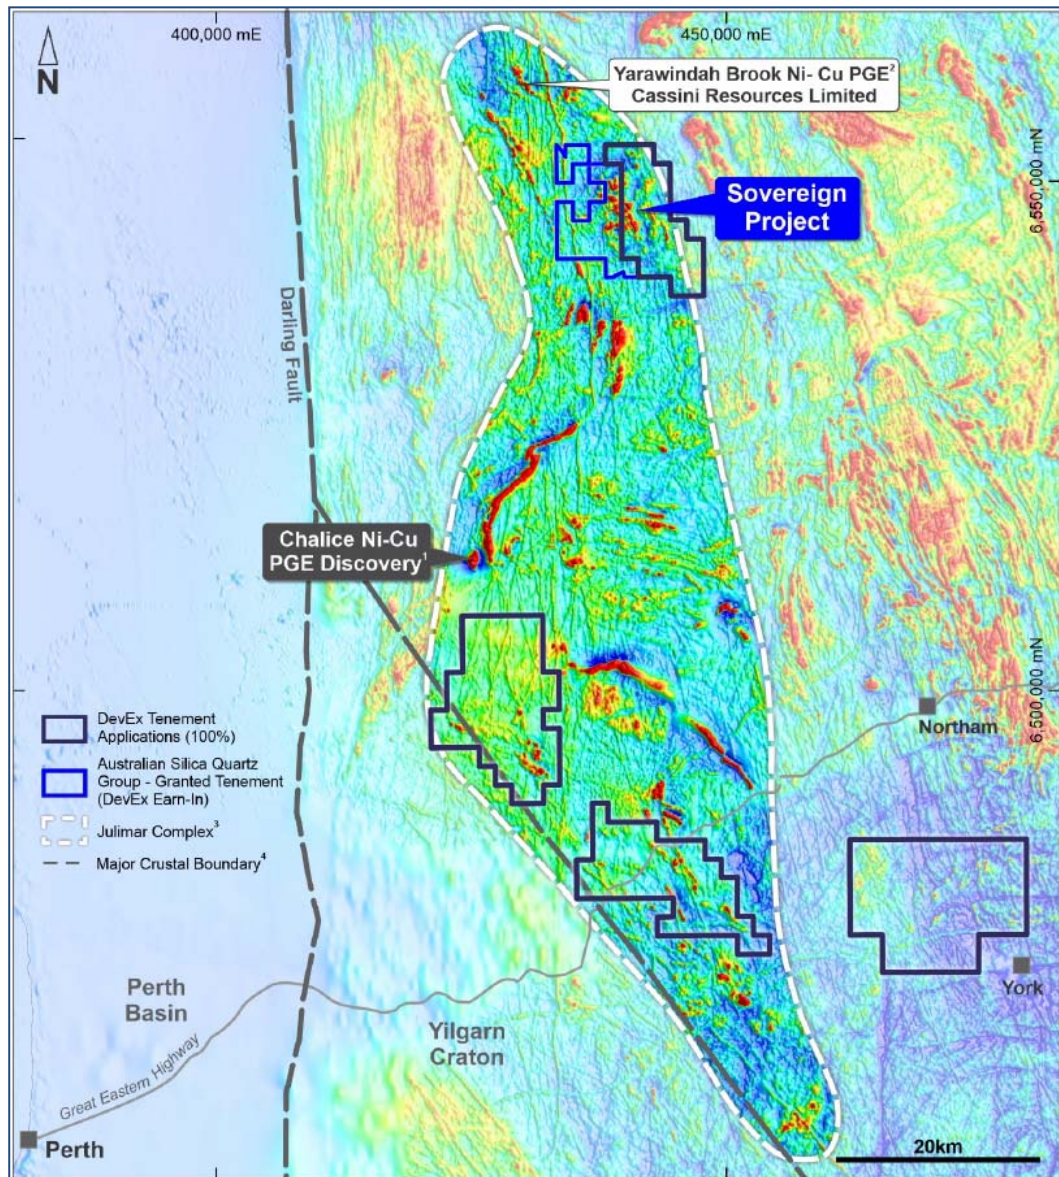 400,000 mE
450,000 mE
N
Yarawindah Brook Ni- Cu PGE²
Cassini Resources Limited
Sovereign
Project
6,550,000 mN
Darling Fault
Chalice Ni-Cu
PGE Discovery¹
6,500,000 mN
Northam
DevEx Tenement
Applications (100%)
Australian Silica Quartz
Group - Granted Tenement
(DevEx Earn-In)
Julimar Complex³
Major Crustal Boundary⁴
York
Perth
Basin
Yilgarn
Craton
Great Eastern Highway
Perth
20km